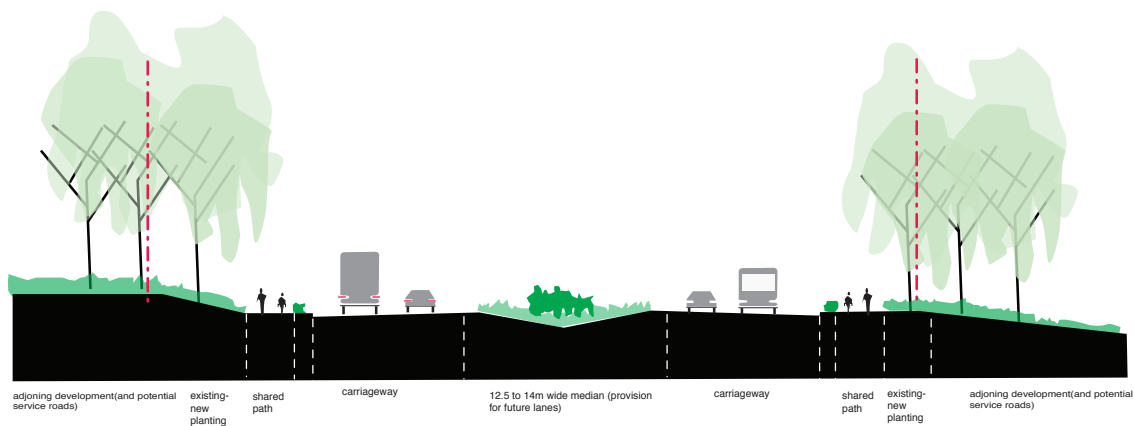 adjoning development(and potential
service roads)
existing-
new
planting
shared
path
carriageway
12.5 to 14m wide median (provision
for future lanes)
carriageway
shared
path
existing-
new
planting
adjoning development(and potential
service roads)